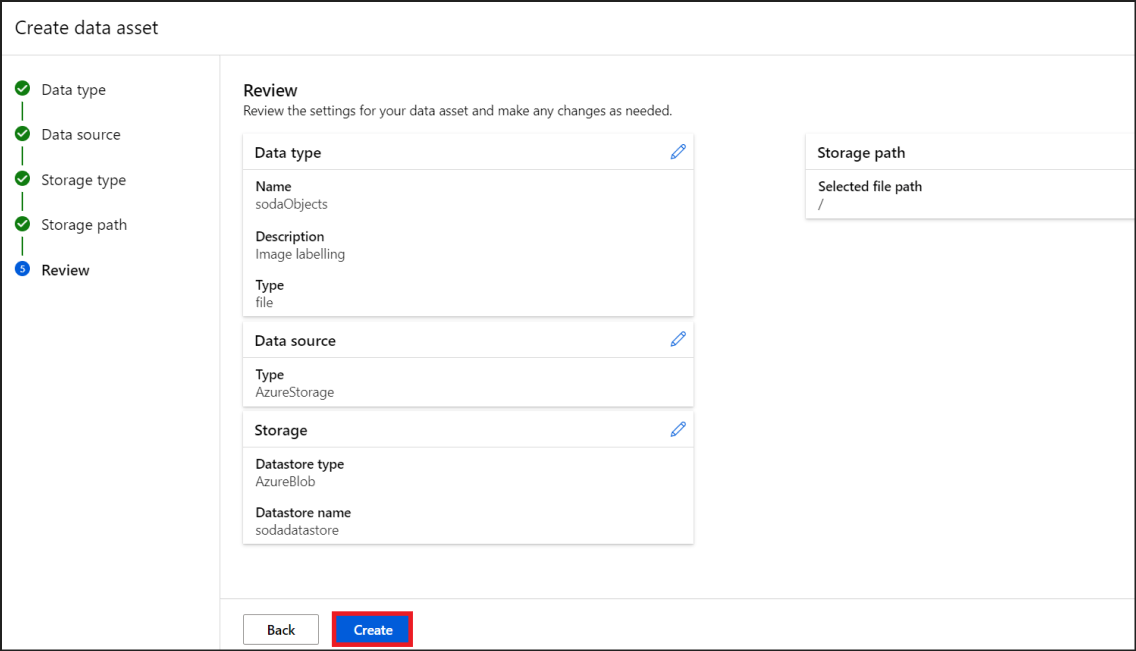 Create data asset
Data type
Data source
Storage type
Storage path
5 Review
Review
Review the settings for your data asset and make any changes as needed.
Data type
Name
sodaObjects
Description
Image labelling
Type
file
Data source
Type
AzureStorage
Storage
Datastore type
AzureBlob
Datastore name
sodadatastore
Storage path
Selected file path
/
Back
Create